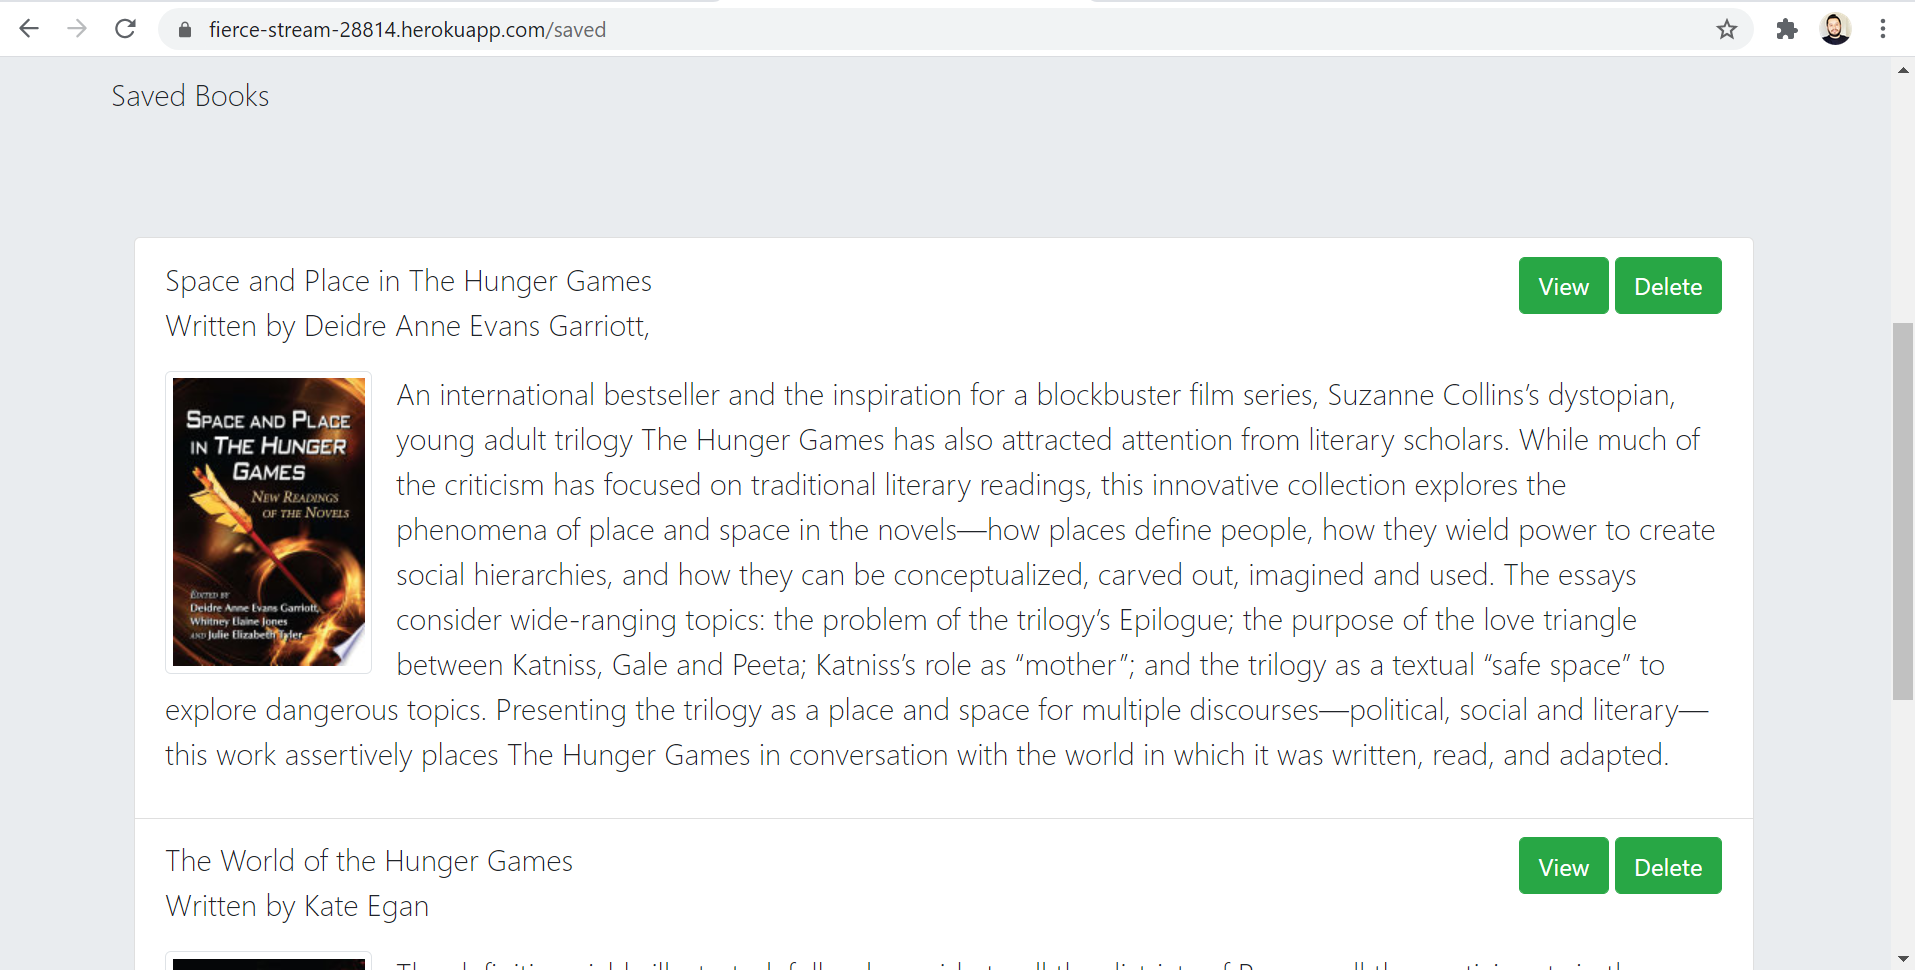 fierce-stream-28814.herokuapp.com/saved
Saved Books
Space and Place in The Hunger Games
View
Delete
Written by Deidre Anne Evans Garriott,
SPACE AND PLACE
IN THE HUNGER
GAMES
NEW READINGS
OF THE NOVELS
EDITED BY
Deidre Anne Evans Garriott,
Whitney Elaine Jones
AND Julie Elizabeth Tyler
An international bestseller and the inspiration for a blockbuster film series, Suzanne Collins’s dystopian,
young adult trilogy The Hunger Games has also attracted attention from literary scholars. While much of
the criticism has focused on traditional literary readings, this innovative collection explores the
phenomena of place and space in the novels—how places define people, how they wield power to create
social hierarchies, and how they can be conceptualized, carved out, imagined and used. The essays
consider wide-ranging topics: the problem of the trilogy’s Epilogue; the purpose of the love triangle
between Katniss, Gale and Peeta; Katniss’s role as “mother”; and the trilogy as a textual “safe space” to
explore dangerous topics. Presenting the trilogy as a place and space for multiple discourses—political, social and literary—
this work assertively places The Hunger Games in conversation with the world in which it was written, read, and adapted.
The World of the Hunger Games
View
Delete
Written by Kate Egan